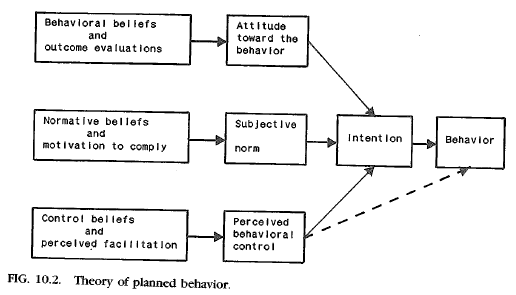 Behavioral beliefs
and
outcome evaluations
Attitude
toward the
behavior
Normative beliefs
and
motivation to comply
Subjective
norm
Intention
Behavior
Control beliefs
and
perceived facilitation
Perceived
behavioral
control
FIG. 10.2. Theory of planned behavior.